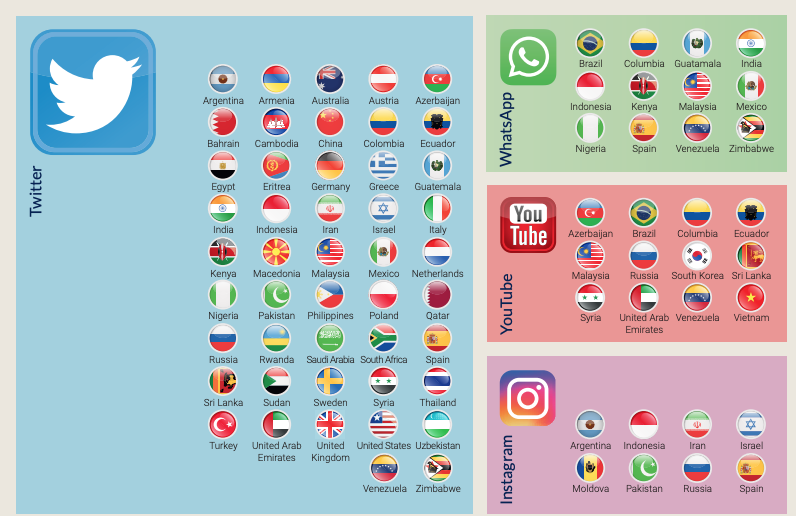 Twitter
Argentina Armenia Australia Austria Azerbaijan
Bahrain Cambodia China Colombia Ecuador
Egypt Eritrea Germany Greece Guatemala
India Indonesia Iran Israel Italy
Kenya Macedonia Malaysia Mexico Netherlands
Nigeria Pakistan Philippines Poland Qatar
Russia Rwanda Saudi Arabia South Africa Spain
Sri Lanka Sudan Sweden Syria Thailand
Turkey United Arab United United States Uzbekistan
Emirates Kingdom
Venezuela Zimbabwe
WhatsApp
Brazil Columbia Guatamala India
Indonesia Kenya Malaysia Mexico
Nigeria Spain Venezuela Zimbabwe
You
Tube
YouTube
Azerbaijan Brazil Columbia Ecuador
Malaysia Russia South Korea Sri Lanka
Syria United Arab Venezuela Vietnam
Emirates
Instagram
Argentina Indonesia Iran Israel
Moldova Pakistan Russia Spain